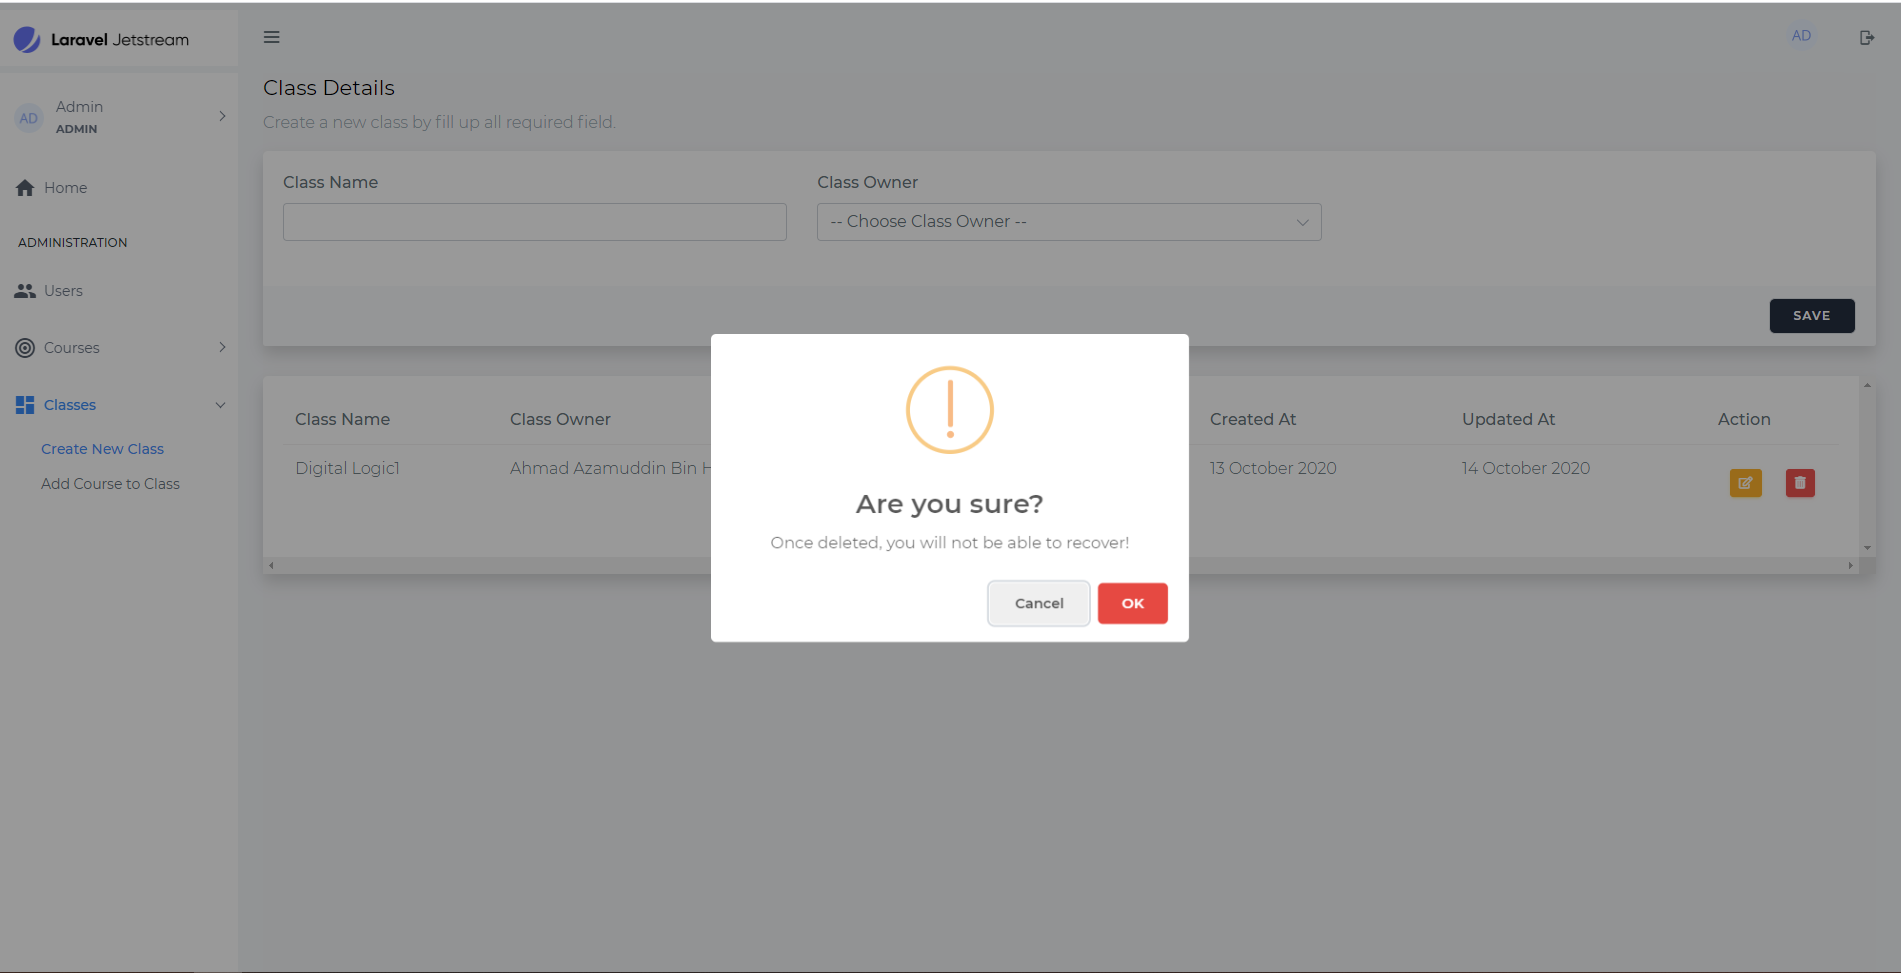 Laravel Jetstream
AD
AD
Admin
ADMIN
Home
ADMINISTRATION
Users
Courses
Classes
Create New Class
Add Course to Class
Class Details
Create a new class by fill up all required field.
Class Name
Class Owner
-- Choose Class Owner --
SAVE
Class Name Class Owner Created At Updated At Action
Digital Logic1 Ahmad Azamuddin Bin 13 October 2020 14 October 2020
Are you sure?
Once deleted, you will not be able to recover!
Cancel OK